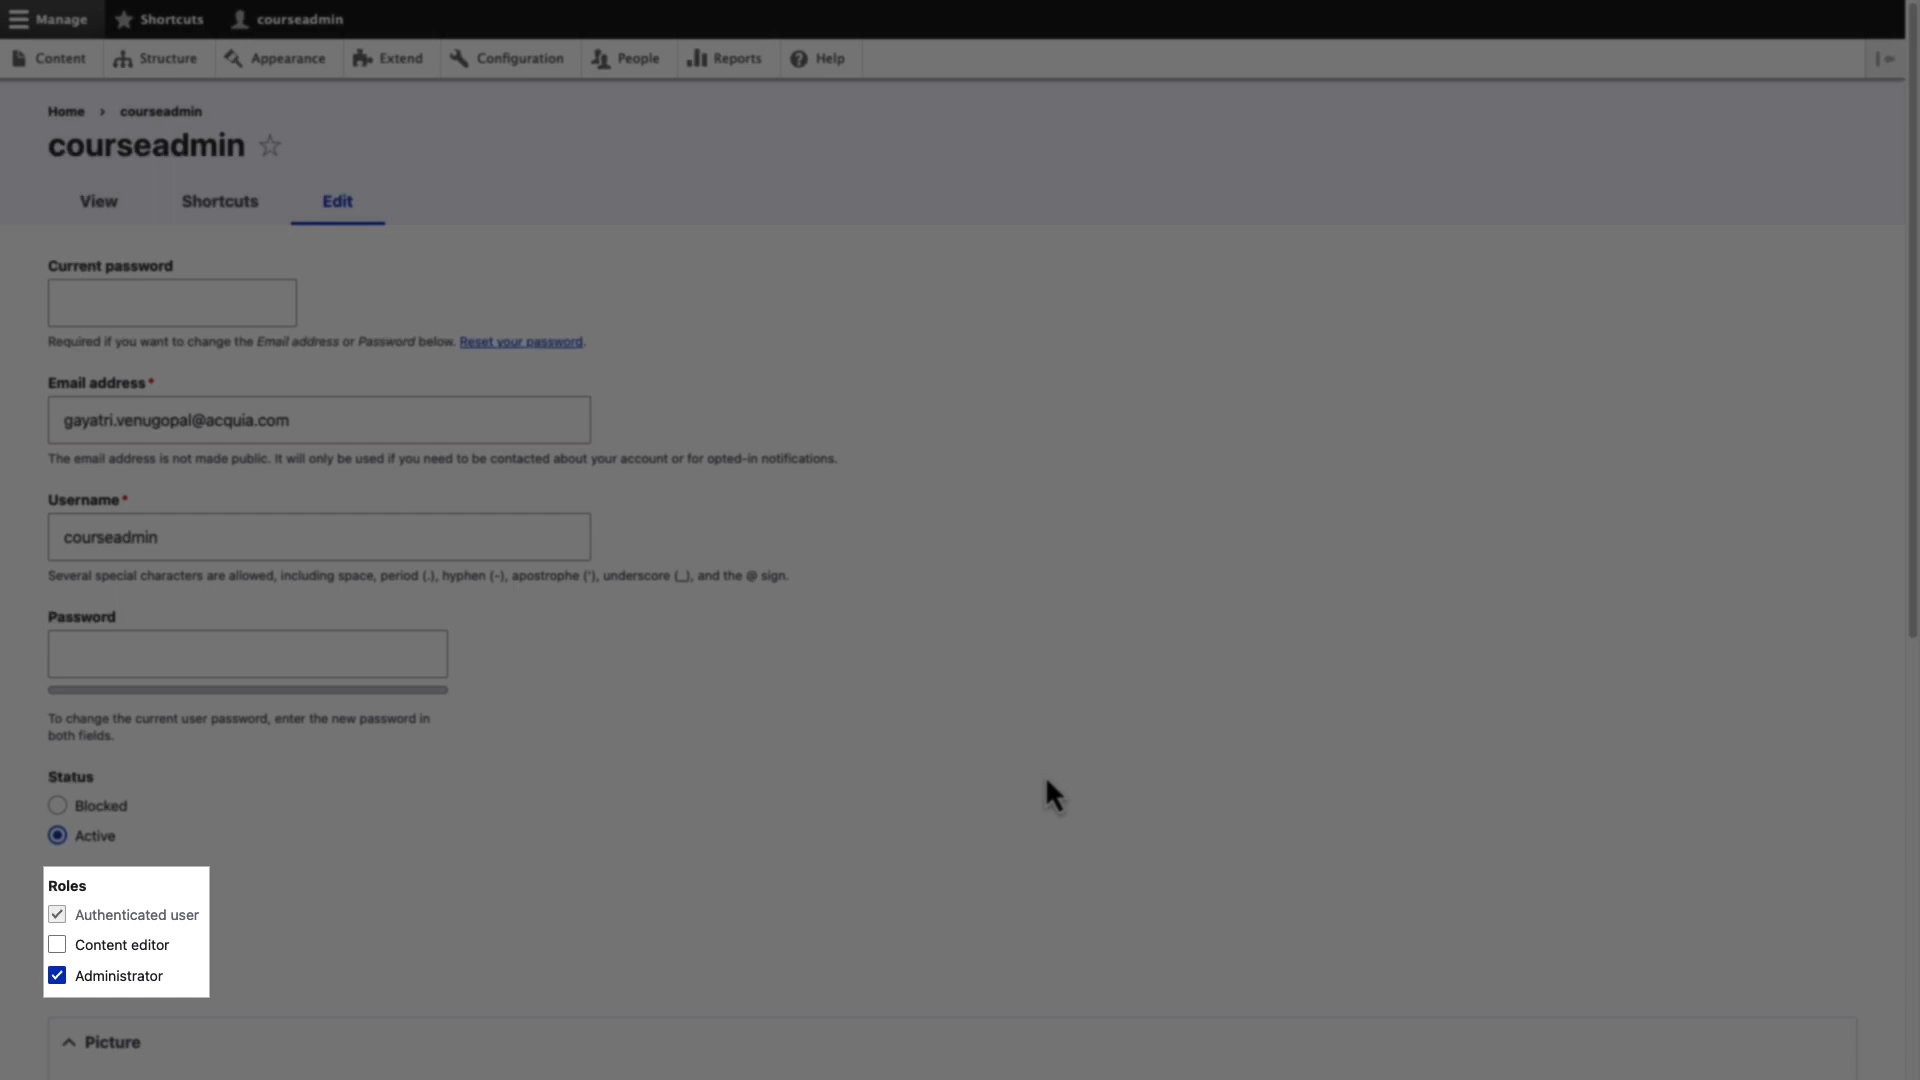 Manage Shortcuts courseadmin
Content Structure Appearance Extend Configuration People Reports Help
Home › courseadmin
courseadmin
View Shortcuts Edit
Current password
Required if you want to change the Email address or Password below. Reset your password.
Email address*
gayatri.venugopal@acquia.com
The email address is not made public. It will only be used if you need to be contacted about your account or for opted-in notifications.
Username*
courseadmin
Several special characters are allowed, including space, period (.), hyphen (-), apostrophe ('), underscore (_), and the @ sign.
Password
To change the current user password, enter the new password in
both fields.
Status
Blocked
Active
Roles
Authenticated user
Content editor
Administrator
Picture